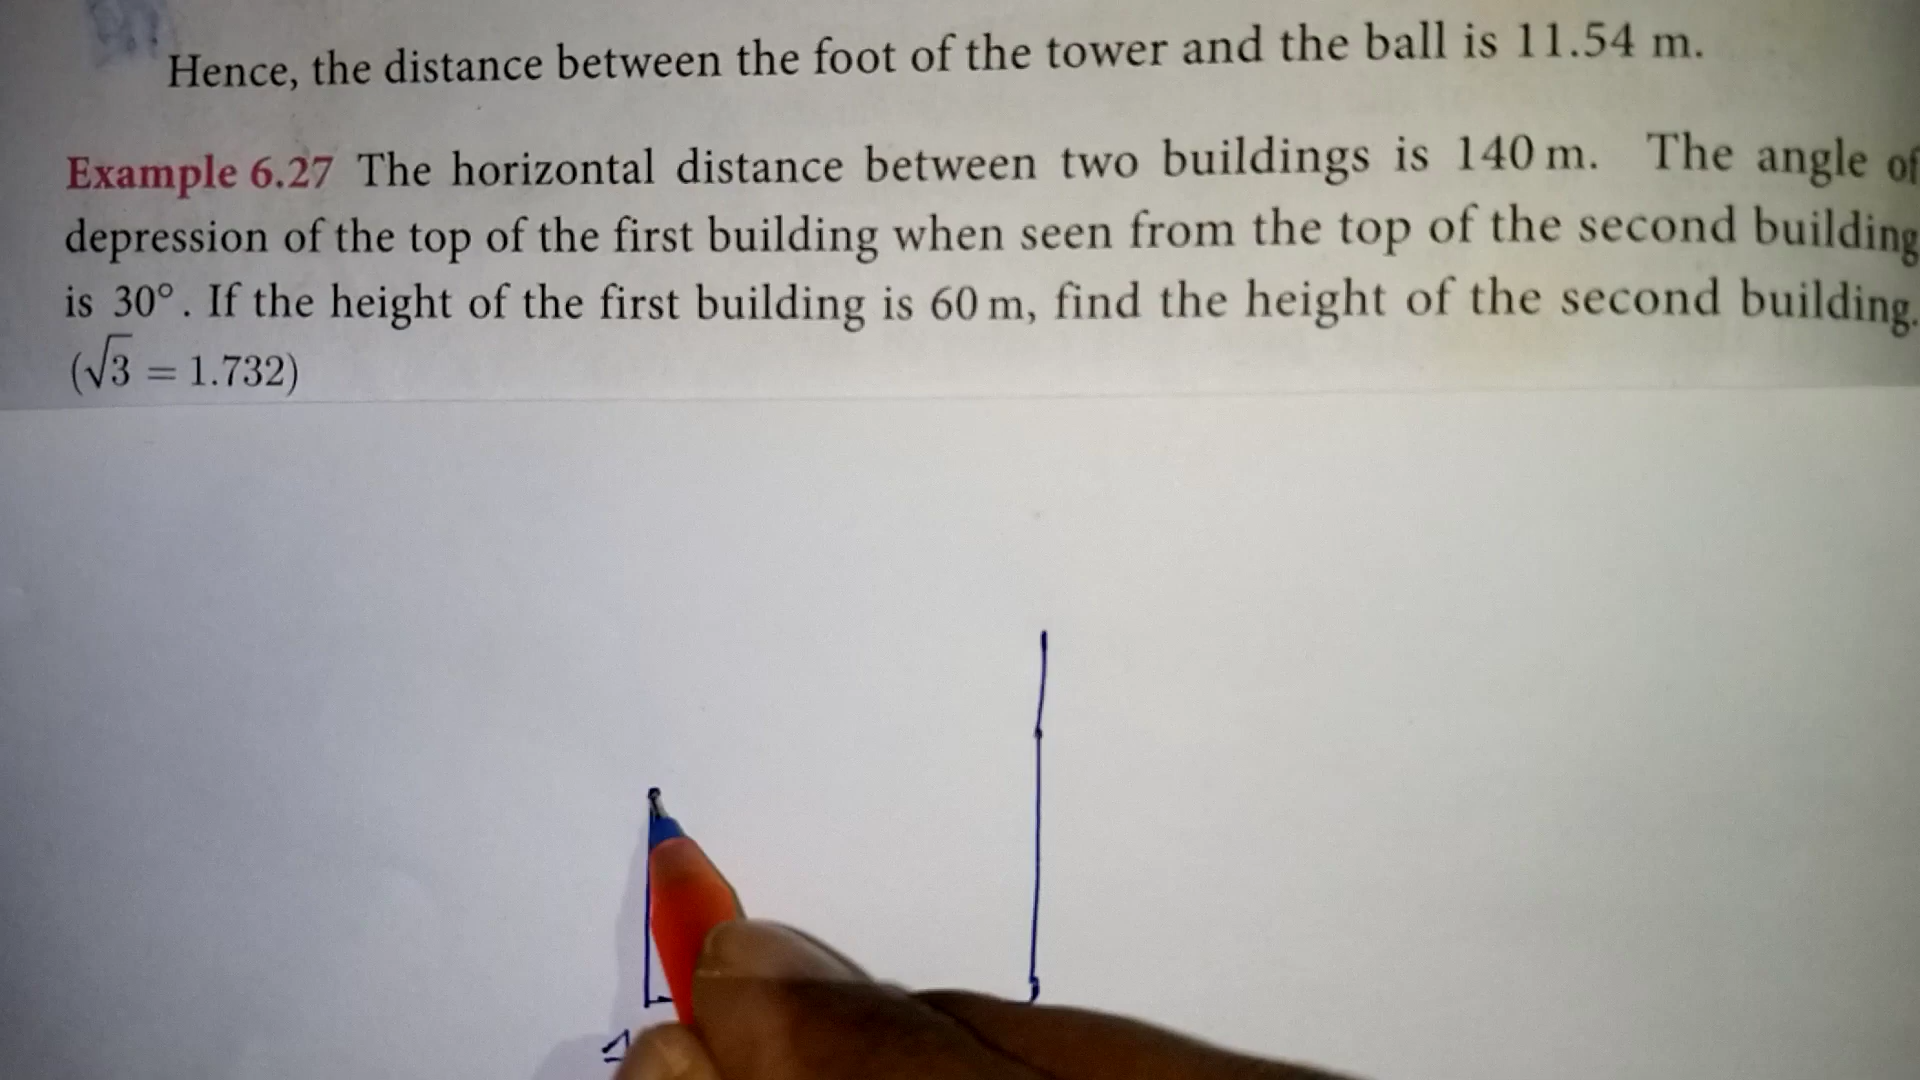 Hence, the distance between the foot of the tower and the ball is 11.54 m.
Example 6.27 The horizontal distance between two buildings is 140 m. The angle of
depression of the top of the first building when seen from the top of the second building
is 30°. If the height of the first building is 60 m, find the height of the second building.
(√3 = 1.732)